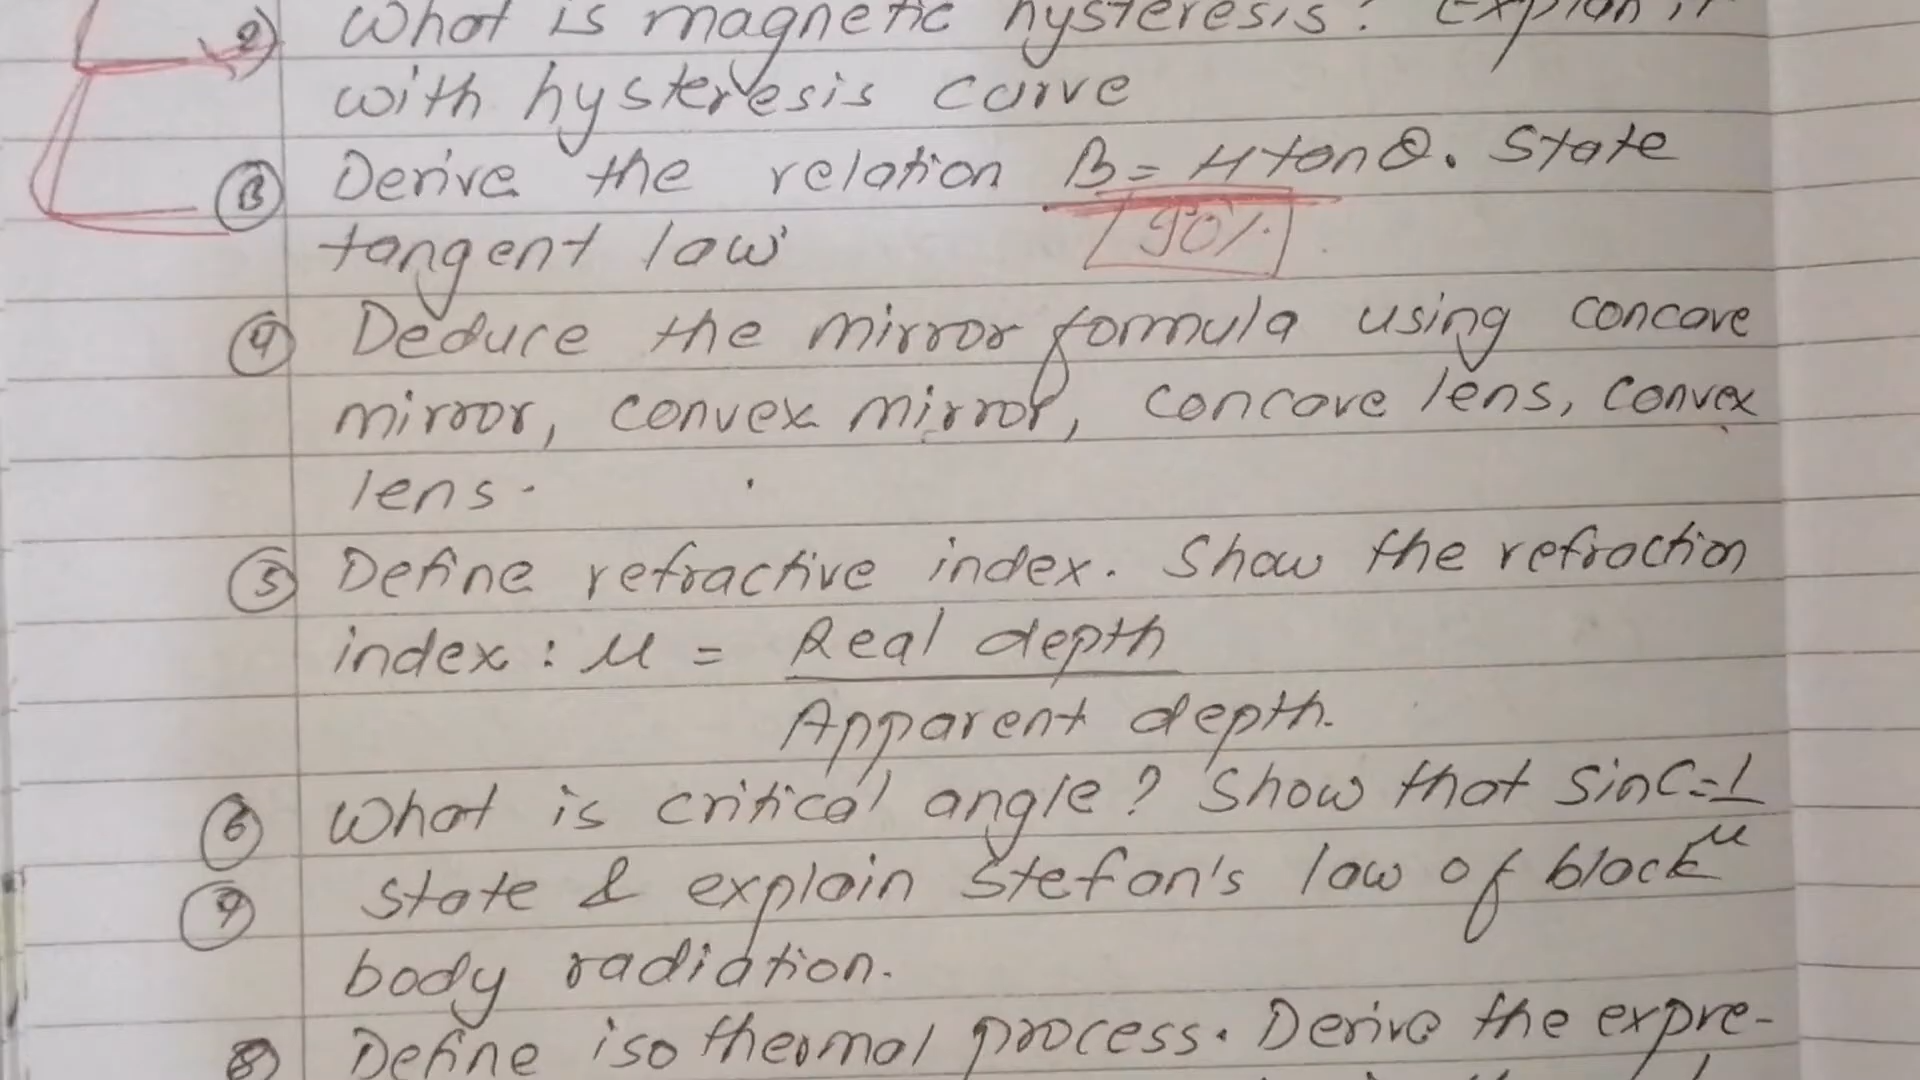 2) What is magnetic hysteresis? Explan it
with hysteresis curve
3 Derive the relation B = H tanθ. State
tangent law
90%.
4 Deduce the mirror formula using concave
mirror, convex mirror, concave lens, convex
lens.
5 Define refractive index. Show the refraction
index : μ = Real depth
Apparent depth.
6 What is critical angle? Show that sinC = 1
μ
7 State & explain Stefan's law of black
body radiation.
8 Define isothermal process. Derive the expre-